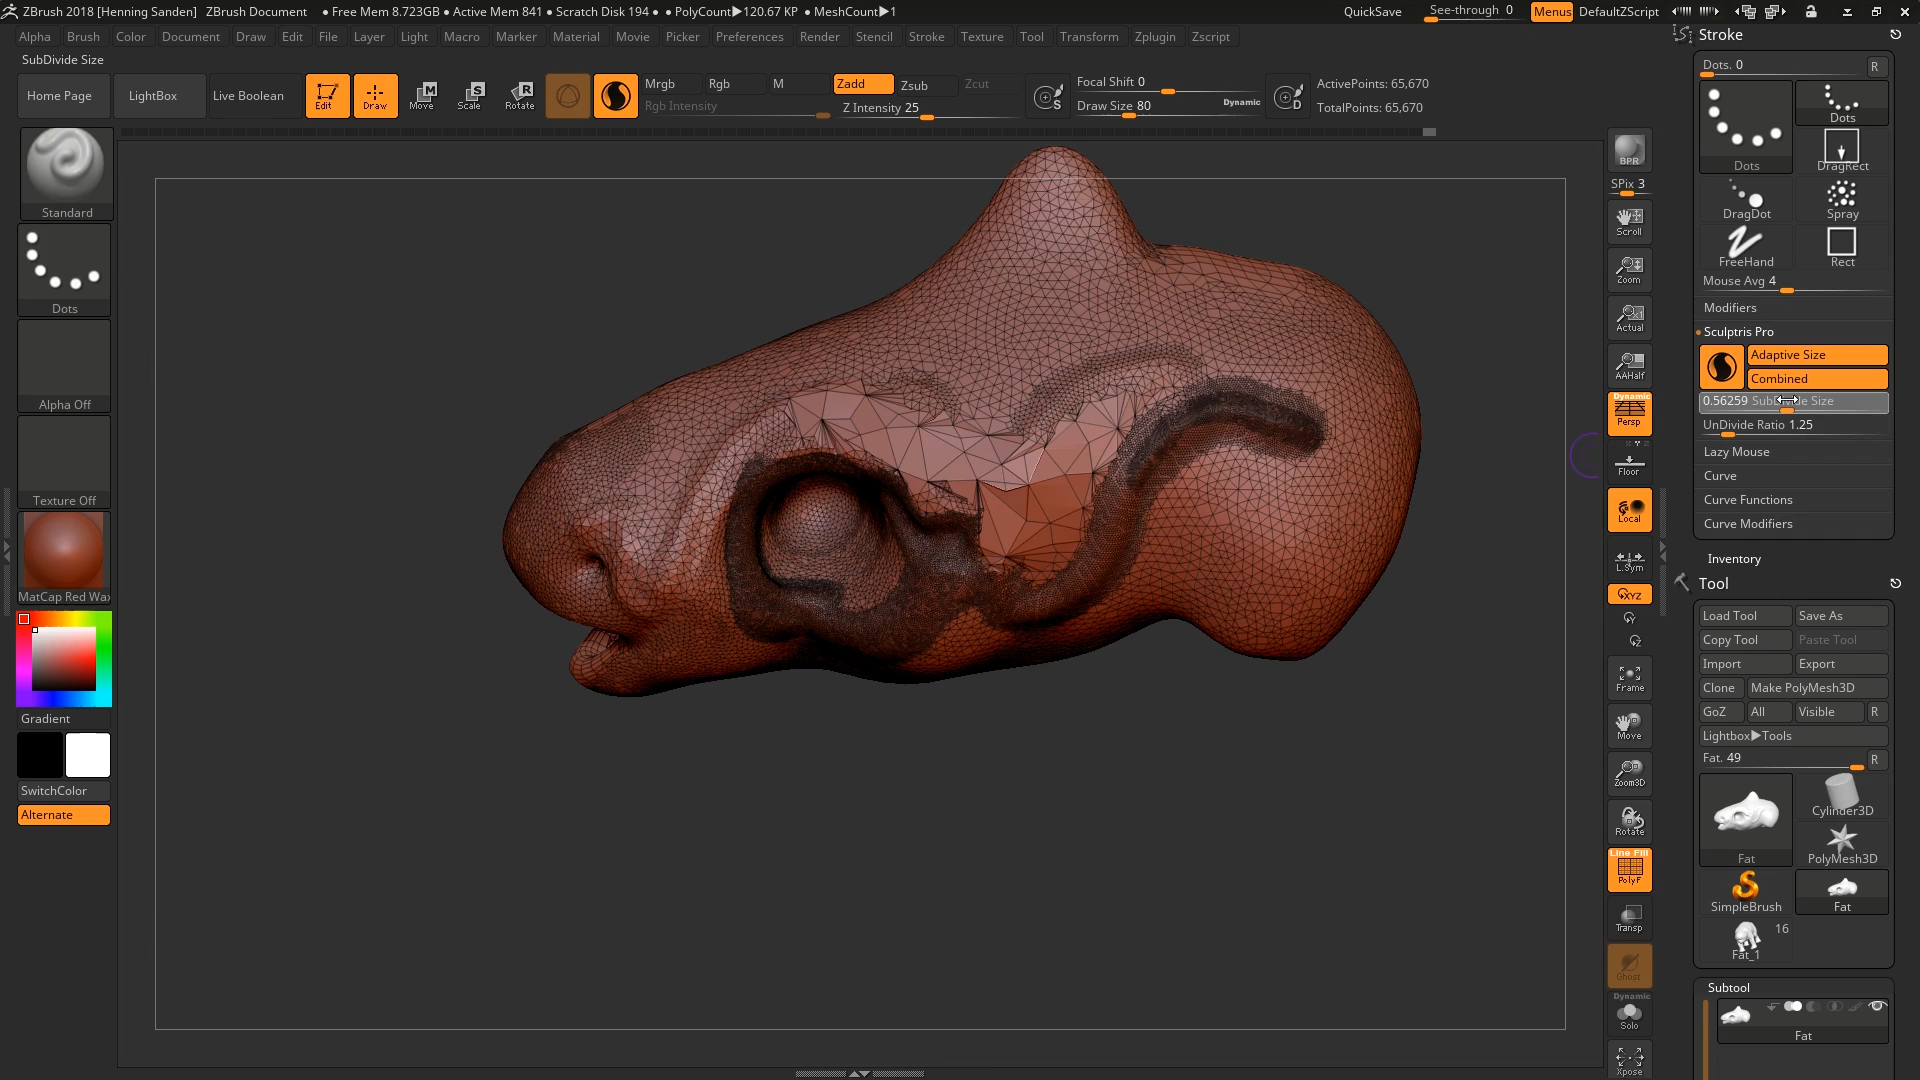 ZBrush 2018 [Henning Sanden] ZBrush Document • Free Mem 8.723GB • Active Mem 841 • Scratch Disk 194 • • PolyCount▶120.67 KP • MeshCount▶1 QuickSave See-through 0 Menus DefaultZScript
Alpha Brush Color Document Draw Edit File Layer Light Macro Marker Material Movie Picker Preferences Render Stencil Stroke Texture Tool Transform Zplugin Zscript
SubDivide Size
Home Page LightBox Live Boolean Edit Draw Move Scale Rotate
Mrgb Rgb M Zadd Zsub Zcut
Rgb Intensity Z Intensity 25
Focal Shift 0
Draw Size 80 Dynamic
ActivePoints: 65,670
TotalPoints: 65,670
Standard
Dots
Alpha Off
Texture Off
MatCap Red Wax
Gradient
SwitchColor
Alternate
BPR
SPix 3
Scroll
Zoom
Actual
AAHalf
Dynamic
Persp
Floor
Local
L.Sym
XYZ
Y
Z
Frame
Move
Zoom3D
Rotate
Line Fill
PolyF
Transp
Ghost
Dynamic
Solo
Xpose
Stroke
Dots. 0 R
Dots Dots
DragRect
DragDot Spray
FreeHand Rect
Mouse Avg 4
Modifiers
Sculptris Pro
Adaptive Size
Combined
0.56259 SubDivide Size
UnDivide Ratio 1.25
Lazy Mouse
Curve
Curve Functions
Curve Modifiers
Inventory
Tool
Load Tool Save As
Copy Tool Paste Tool
Import Export
Clone Make PolyMesh3D
GoZ All Visible R
Lightbox▶Tools
Fat. 49 R
Fat Cylinder3D
PolyMesh3D
SimpleBrush Fat
16
Fat_1
Subtool
Fat